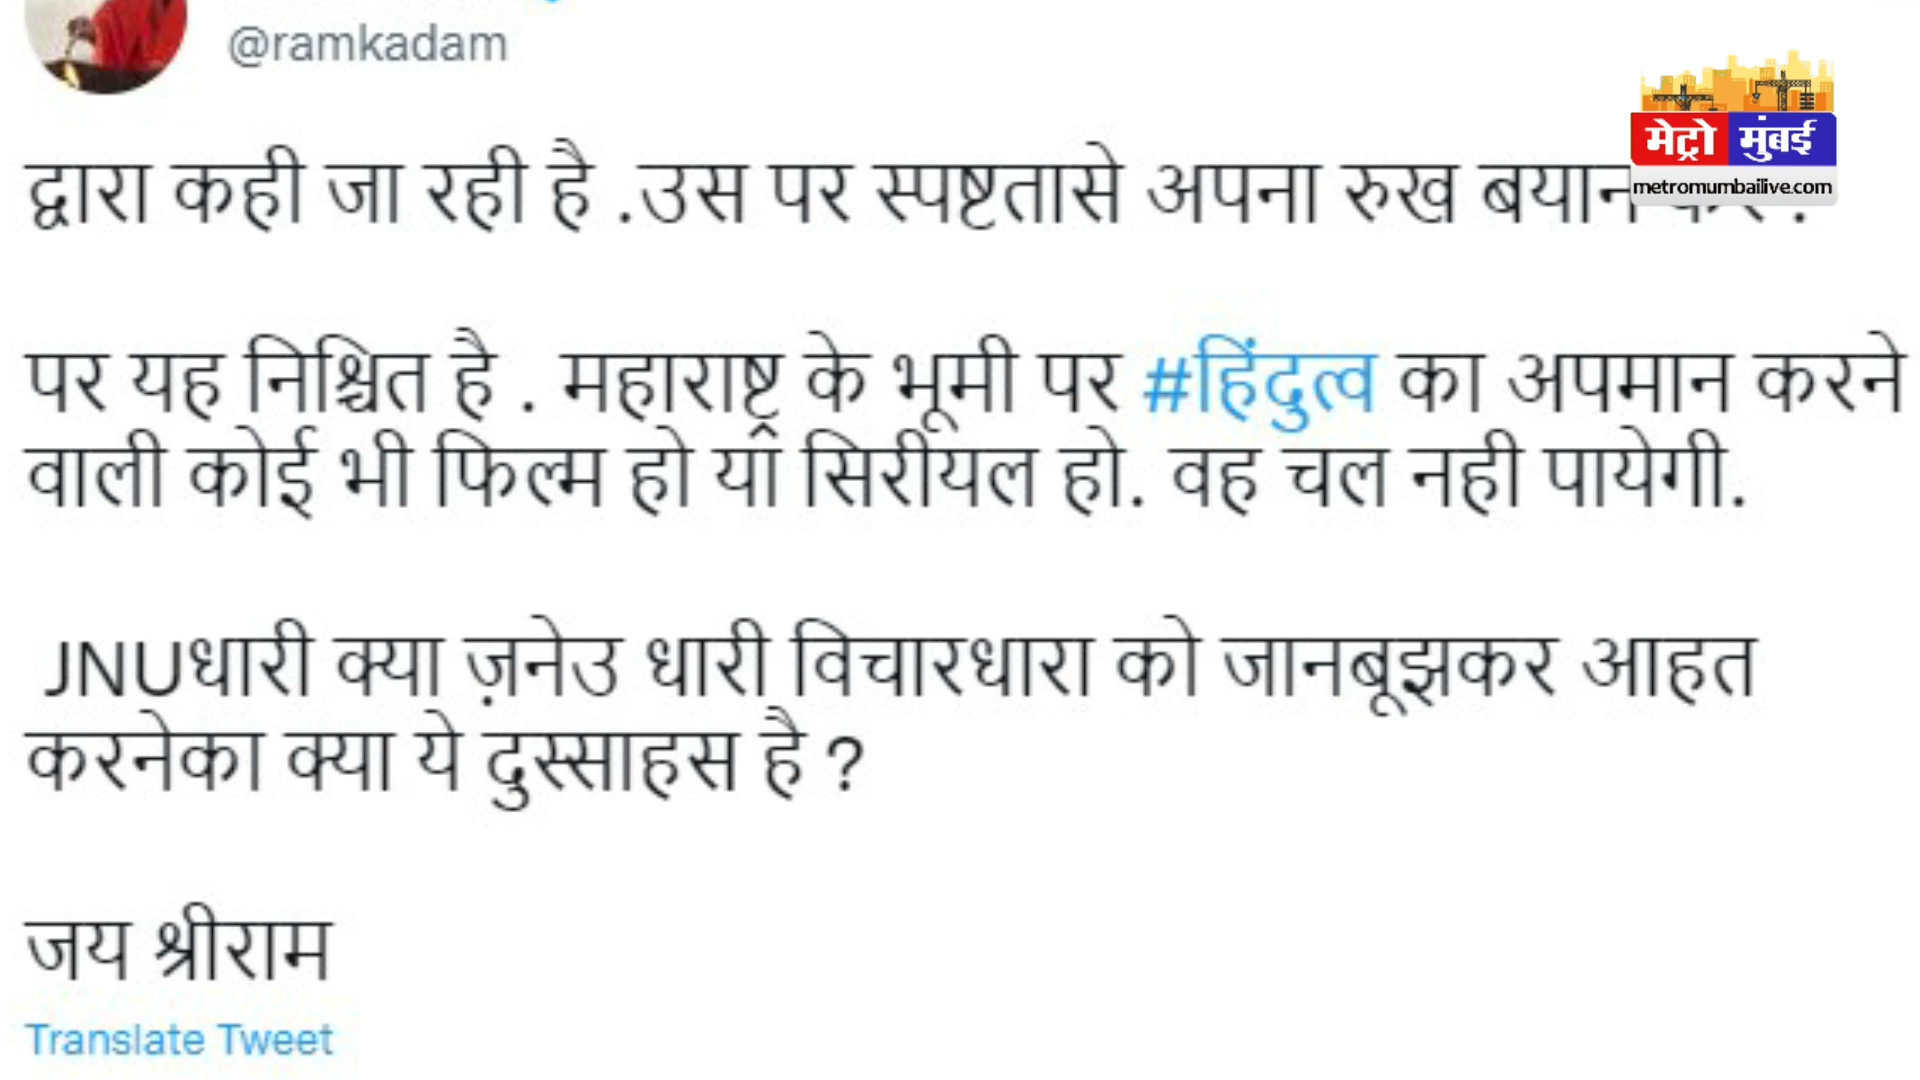 @ramkadam
मेट्रो मुंबई
metromumbailive.com
द्वारा कही जा रही है .उस पर स्पष्टतासे अपना रुख बयान
पर यह निश्चित है . महाराष्ट्र के भूमी पर #हिंदुत्व का अपमान करने
वाली कोई भी फिल्म हो या सिरीयल हो. वह चल नही पायेगी.
JNUधारी क्या ज़नेउ धारी विचारधारा को जानबूझकर आहत
करनेका क्या ये दुस्साहस है ?
जय श्रीराम
Translate Tweet